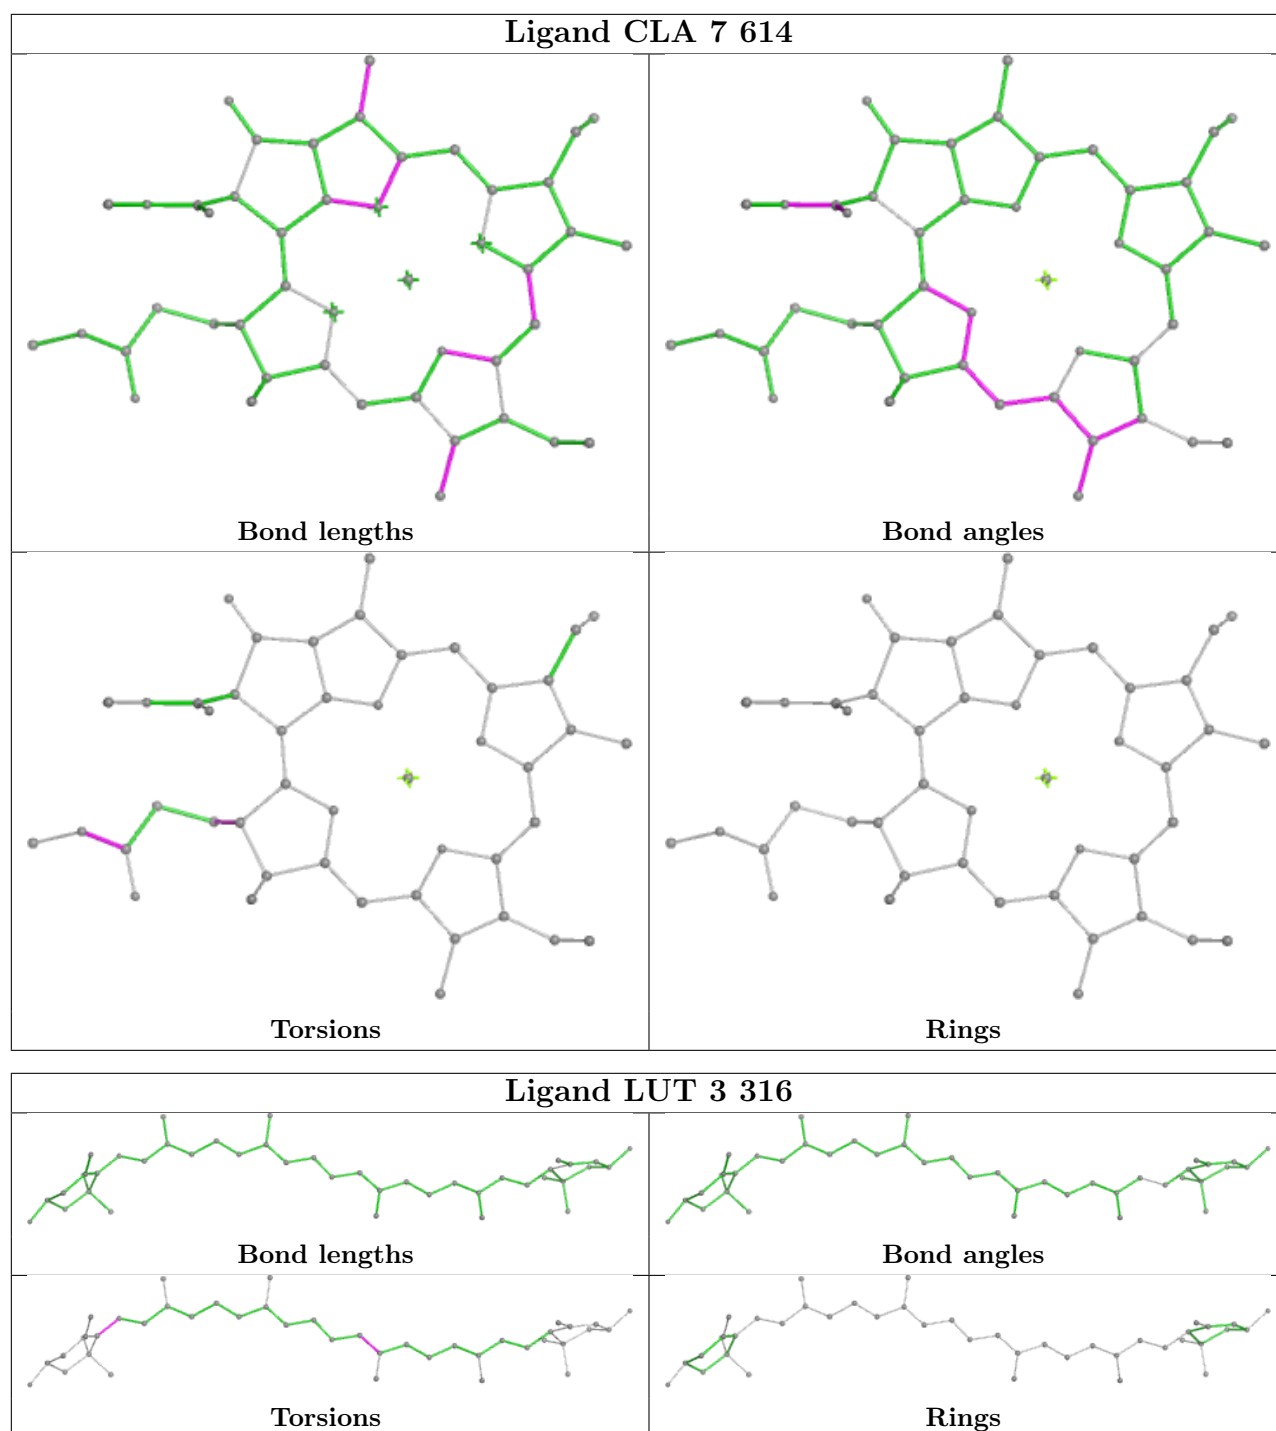 Ligand CLA 7 614
Bond lengths
Bond angles
Torsions
Rings
Ligand LUT 3 316
Bond lengths
Bond angles
Torsions
Rings